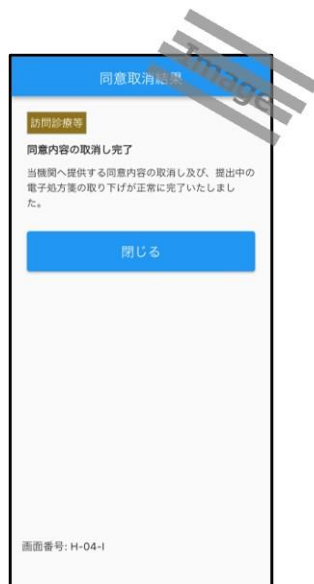 同意取消結果
Image
訪問診療等
同意内容の取消し完了
当機関へ提供する同意内容の取消し及び、提出中の
電子処方箋の取り下げが正常に完了いたしまし
た。
閉じる
画面番号: H-04-I